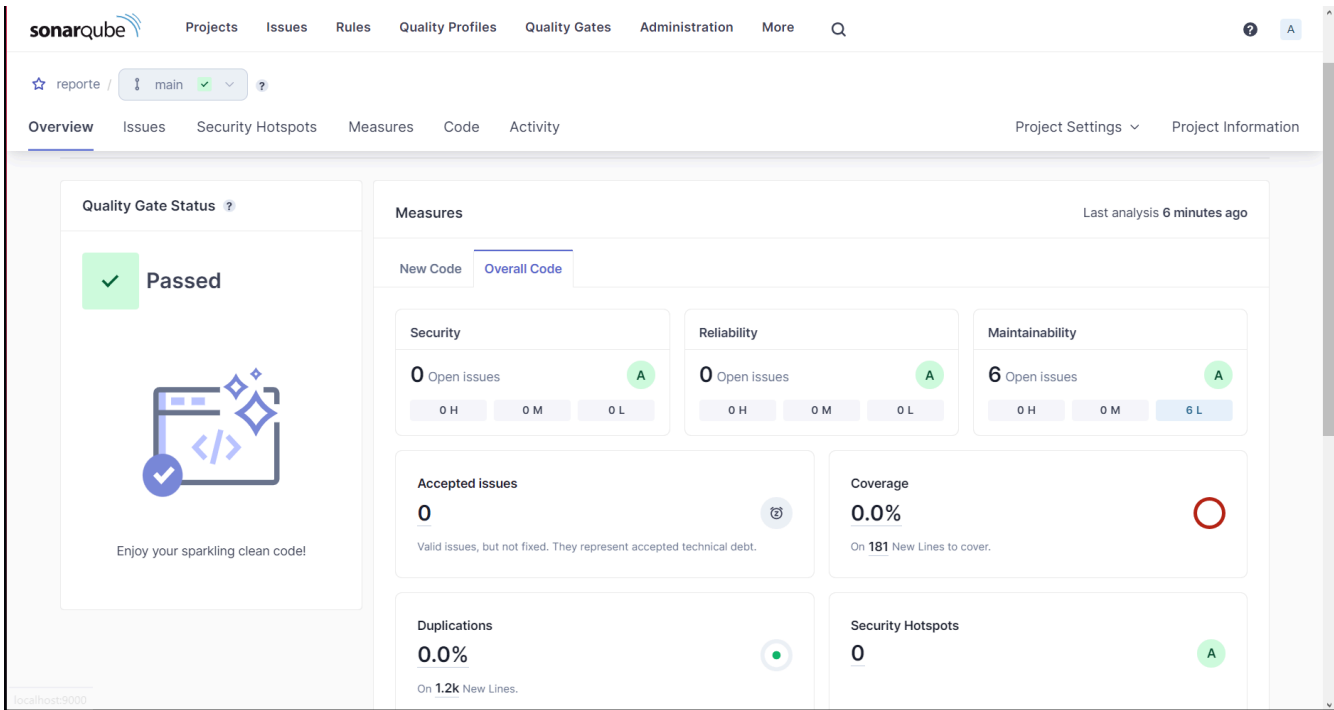 sonarqube Projects Issues Rules Quality Profiles Quality Gates Administration More ? A
reporte / main ?
Overview Issues Security Hotspots Measures Code Activity Project Settings Project Information
Quality Gate Status ?
Passed
Enjoy your sparkling clean code!
Measures Last analysis 6 minutes ago
New Code Overall Code
Security
0 Open issues A
0 H 0 M 0 L
Reliability
0 Open issues A
0 H 0 M 0 L
Maintainability
6 Open issues A
0 H 0 M 6 L
Accepted issues
0
Valid issues, but not fixed. They represent accepted technical debt.
Coverage
0.0%
On 181 New Lines to cover.
Duplications
0.0%
On 1.2k New Lines.
Security Hotspots
0 A
localhost:9000